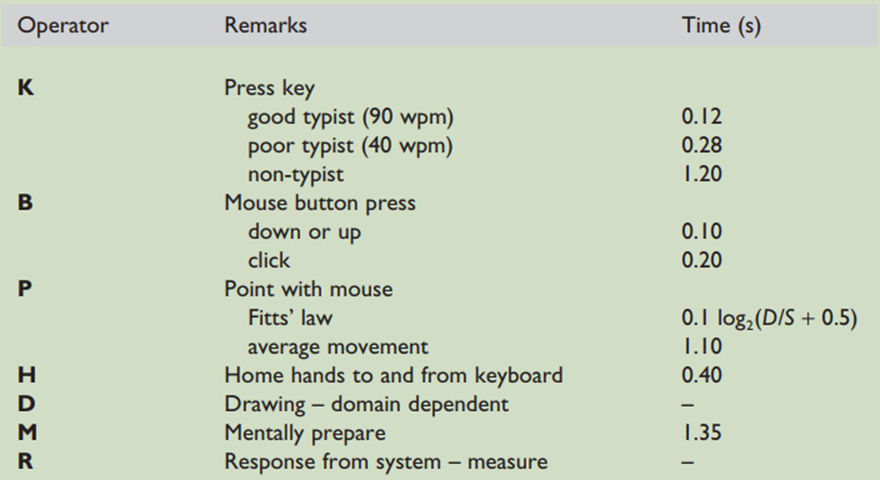 Operator Remarks Time (s)
K Press key
good typist (90 wpm) 0.12
poor typist (40 wpm) 0.28
non-typist 1.20
B Mouse button press
down or up 0.10
click 0.20
P Point with mouse
Fitts’ law 0.1 log₂(D/S + 0.5)
average movement 1.10
H Home hands to and from keyboard 0.40
D Drawing – domain dependent –
M Mentally prepare 1.35
R Response from system – measure –